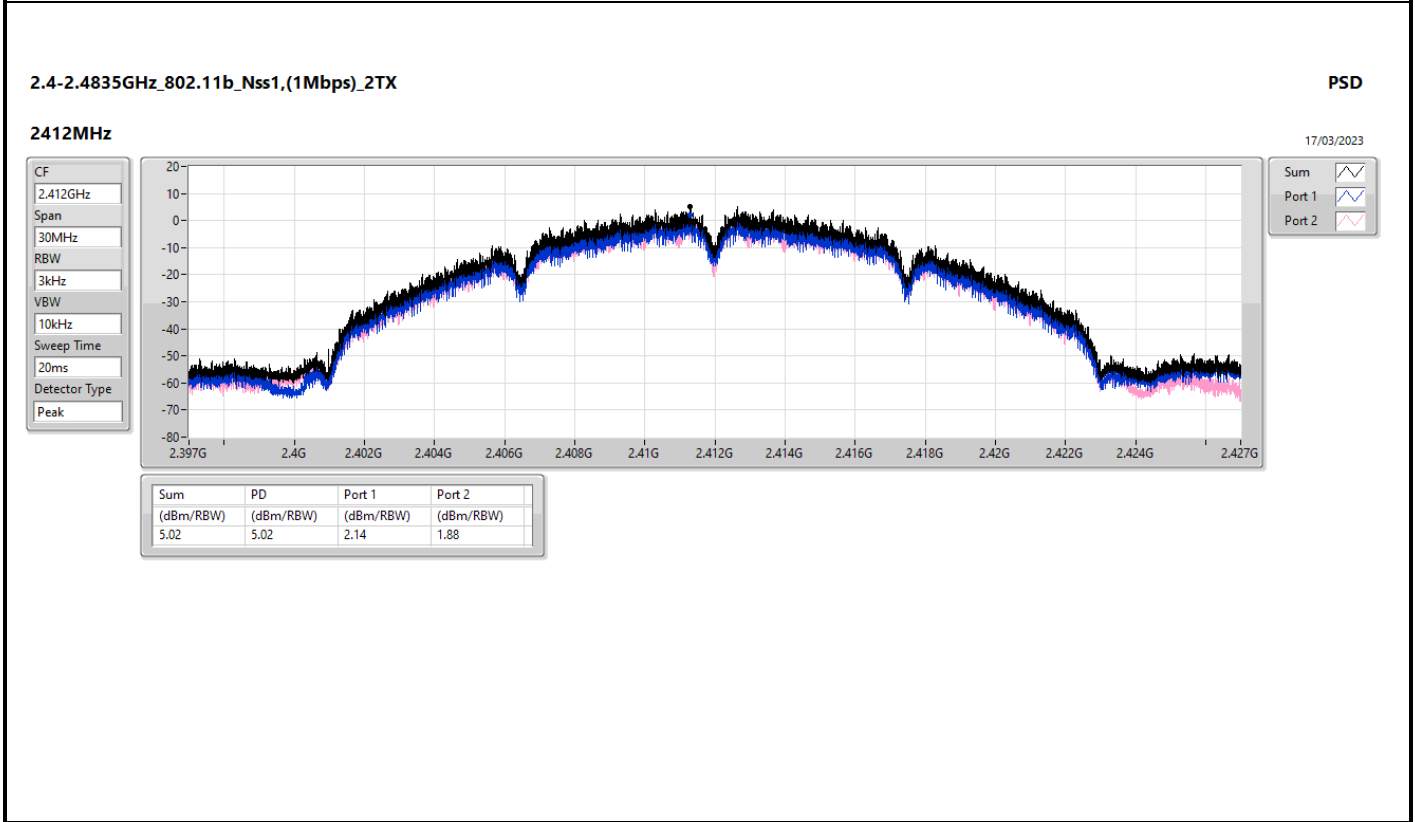 2.4-2.4835GHz_802.11b_Nss1,(1Mbps)_2TX
PSD
2412MHz
17/03/2023
CF
2.412GHz
Span
30MHz
RBW
3kHz
VBW
10kHz
Sweep Time
20ms
Detector Type
Peak
20
10
0
-10
-20
-30
-40
-50
-60
-70
-80
2.397G 2.4G 2.402G 2.404G 2.406G 2.408G 2.41G 2.412G 2.414G 2.416G 2.418G 2.42G 2.422G 2.424G 2.427G
Sum
Port 1
Port 2
Sum PD Port 1 Port 2
(dBm/RBW) (dBm/RBW) (dBm/RBW) (dBm/RBW)
5.02 5.02 2.14 1.88